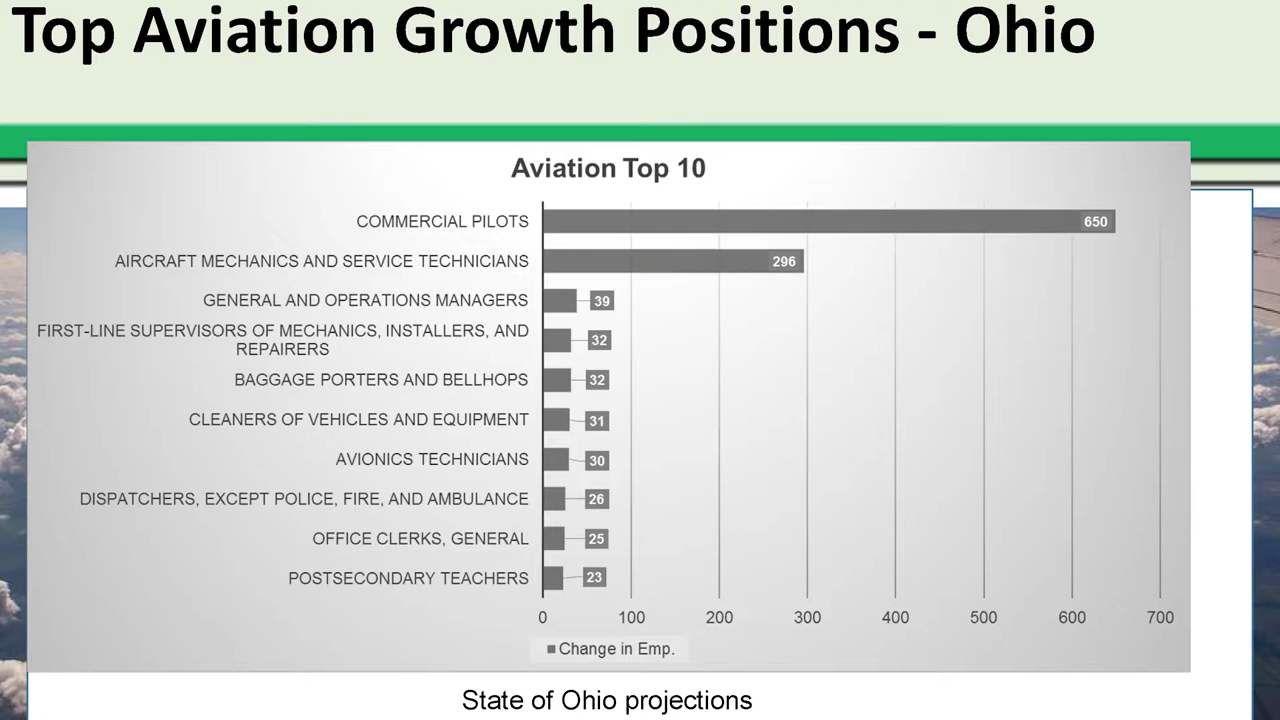 Top Aviation Growth Positions - Ohio
Aviation Top 10
COMMERCIAL PILOTS 650
AIRCRAFT MECHANICS AND SERVICE TECHNICIANS 296
GENERAL AND OPERATIONS MANAGERS 39
FIRST-LINE SUPERVISORS OF MECHANICS, INSTALLERS, AND
REPAIRERS 32
BAGGAGE PORTERS AND BELLHOPS 32
CLEANERS OF VEHICLES AND EQUIPMENT 31
AVIONICS TECHNICIANS 30
DISPATCHERS, EXCEPT POLICE, FIRE, AND AMBULANCE 26
OFFICE CLERKS, GENERAL 25
POSTSECONDARY TEACHERS 23
0 100 200 300 400 500 600 700
Change in Emp.
State of Ohio projections